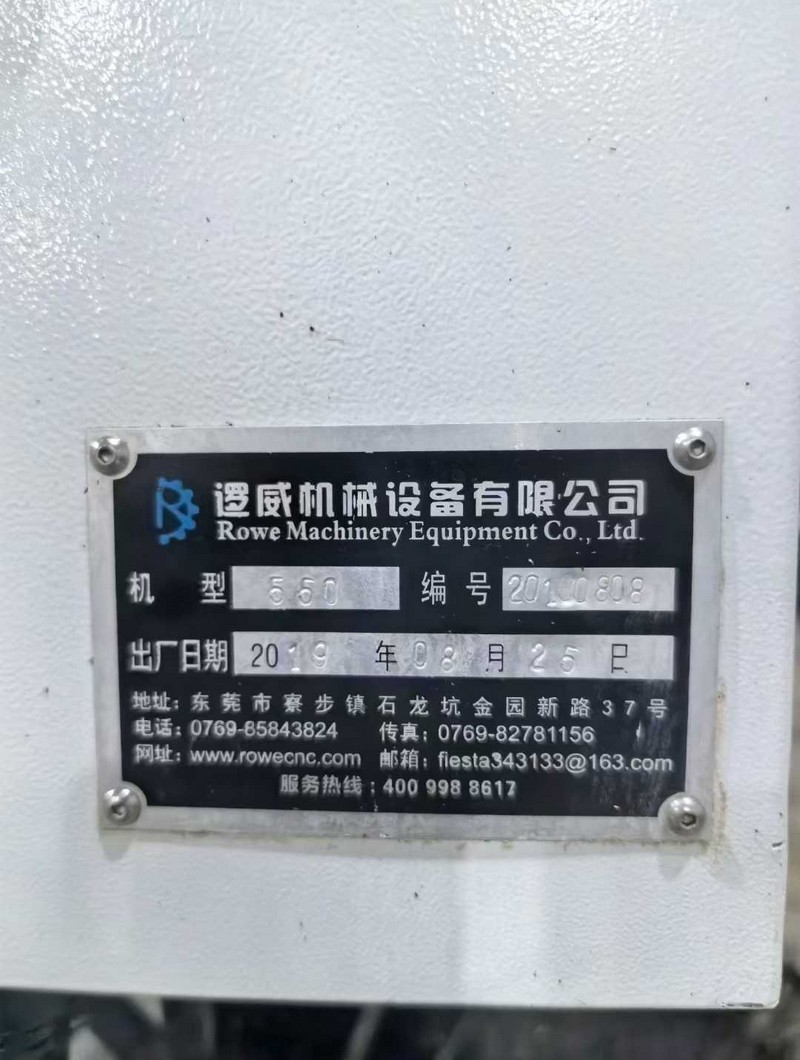 逻威机械设备有限公司
Rowe Machinery Equipment Co., Ltd.
机 型 550 编 号
出厂日期 2019 年 08 月 25 日
地址：东莞市寮步镇石龙坑金园新路37号
电话：0769-85843824 传真：0769-82781156
网址：www.rowecnc.com 邮箱：fiesta343133@163.com
服务热线：400 998 8617